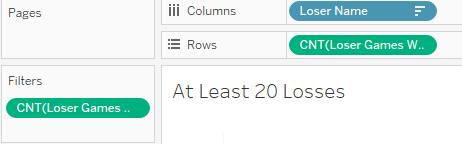 Pages
Columns
Loser Name
Rows
CNT(Loser Games W..
Filters
CNT(Loser Games ..
At Least 20 Losses